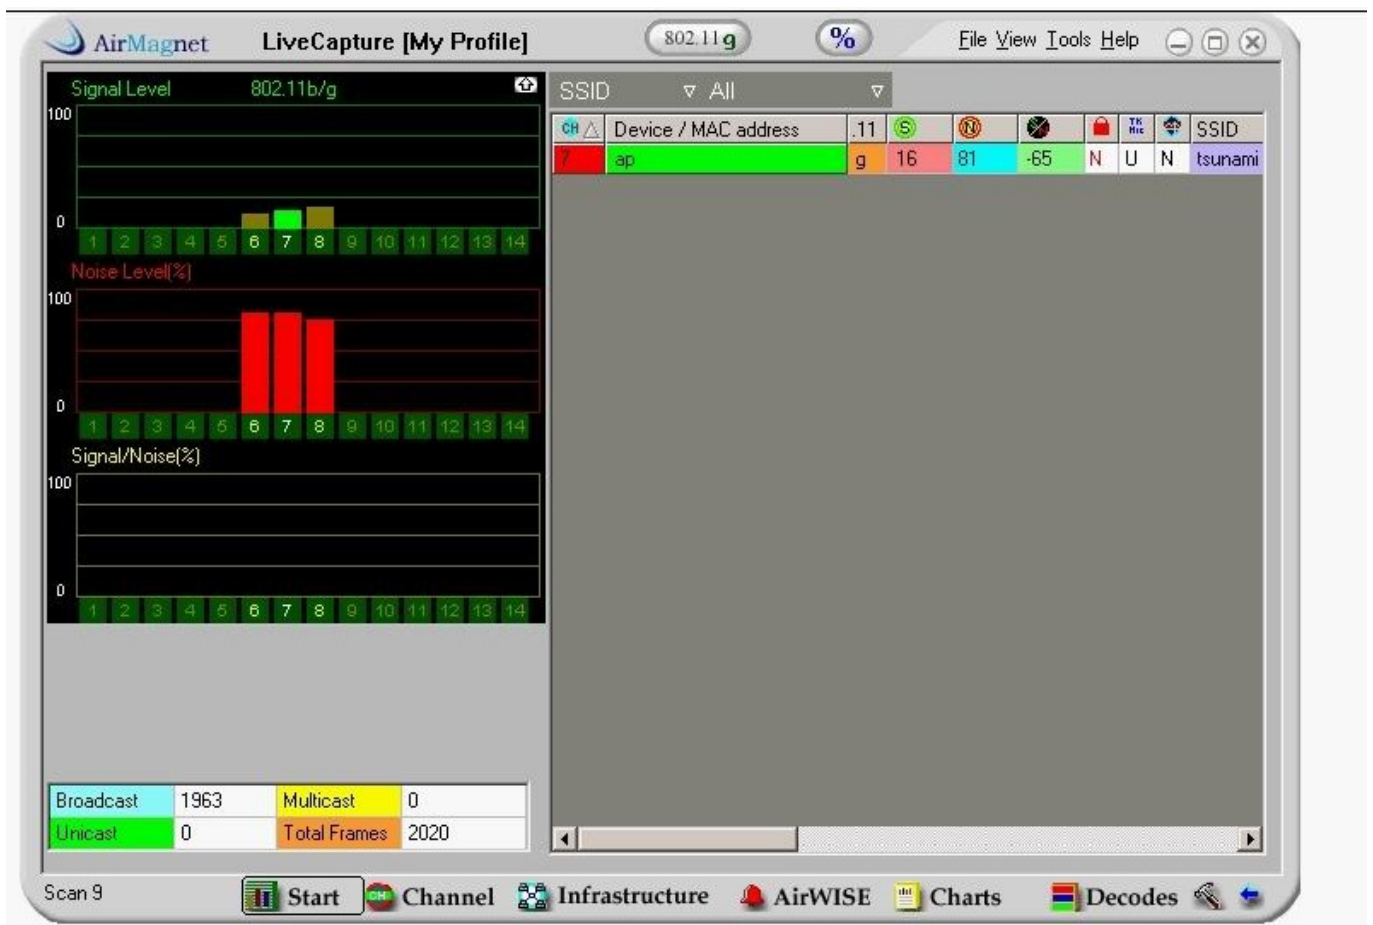 AirMagnet LiveCapture [My Profile] 802.11g % File View Tools Help
Signal Level 802.11b/g
100
0
1 2 3 4 5 6 7 8 9 10 11 12 13 14
Noise Level(%)
100
0
1 2 3 4 5 6 7 8 9 10 11 12 13 14
Signal/Noise(%)
100
0
1 2 3 4 5 6 7 8 9 10 11 12 13 14
Broadcast 1963 Multicast 0
Unicast 0 Total Frames 2020
SSID All
CH Device / MAC address .11 S N SSID
7 ap g 16 81 -65 N U N tsunami
Scan 9 Start CH Channel Infrastructure AirWISE Charts Decodes